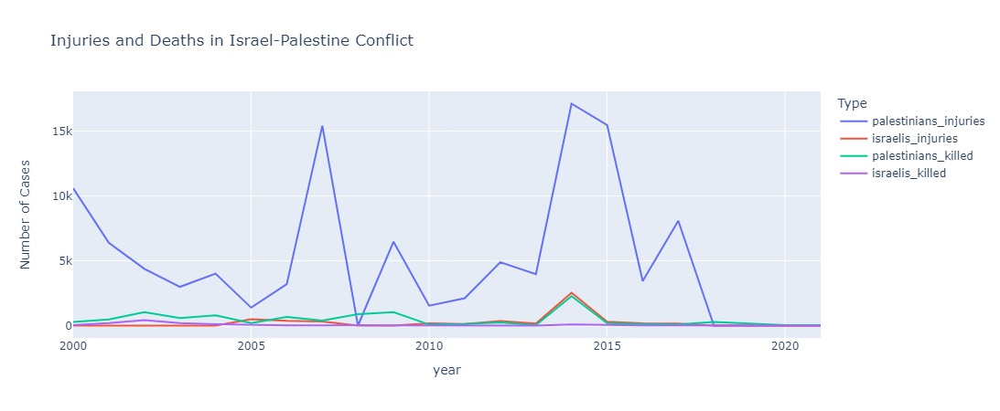 Injuries and Deaths in Israel-Palestine Conflict
Type
palestinians_injuries
israelis_injuries
palestinians_killed
israelis_killed
Number of Cases
15k
10k
5k
0
2000 2005 2010 2015 2020
year